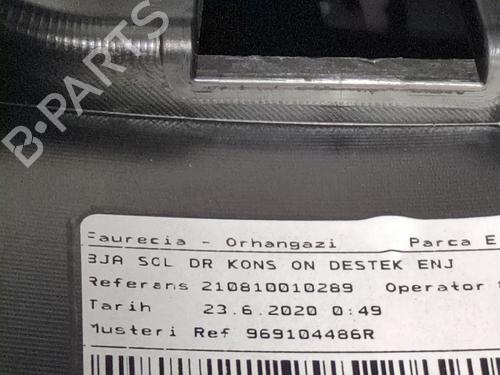 B-PARTS
Faurecia - Orhangazi Parca E
BJA SOL DR KONS ON DESTEK ENJ
Referans 210810010289 Operator
Tarih 23.6.2020 0:49
Musteri Ref 969104486R